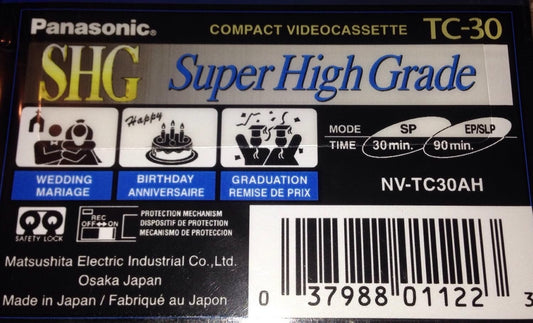 Panasonic® COMPACT VIDEOCASSETTE TC-30
SHG Super High Grade
Happy
MODE SP EP/SLP
TIME 30 min. 90 min.
WEDDING BIRTHDAY GRADUATION
MARIAGE ANNIVERSAIRE REMISE DE PRIX
NV-TC30AH
REC
OFF ON
SAFETY LOCK
PROTECTION MECHANISM
DISPOSITIF DE PROTECTION
MECANISMO DE PROTECCION
Matsushita Electric Industrial Co.,Ltd.
Osaka Japan
Made in Japan / Fabriqué au Japon
0 37988 01122 3